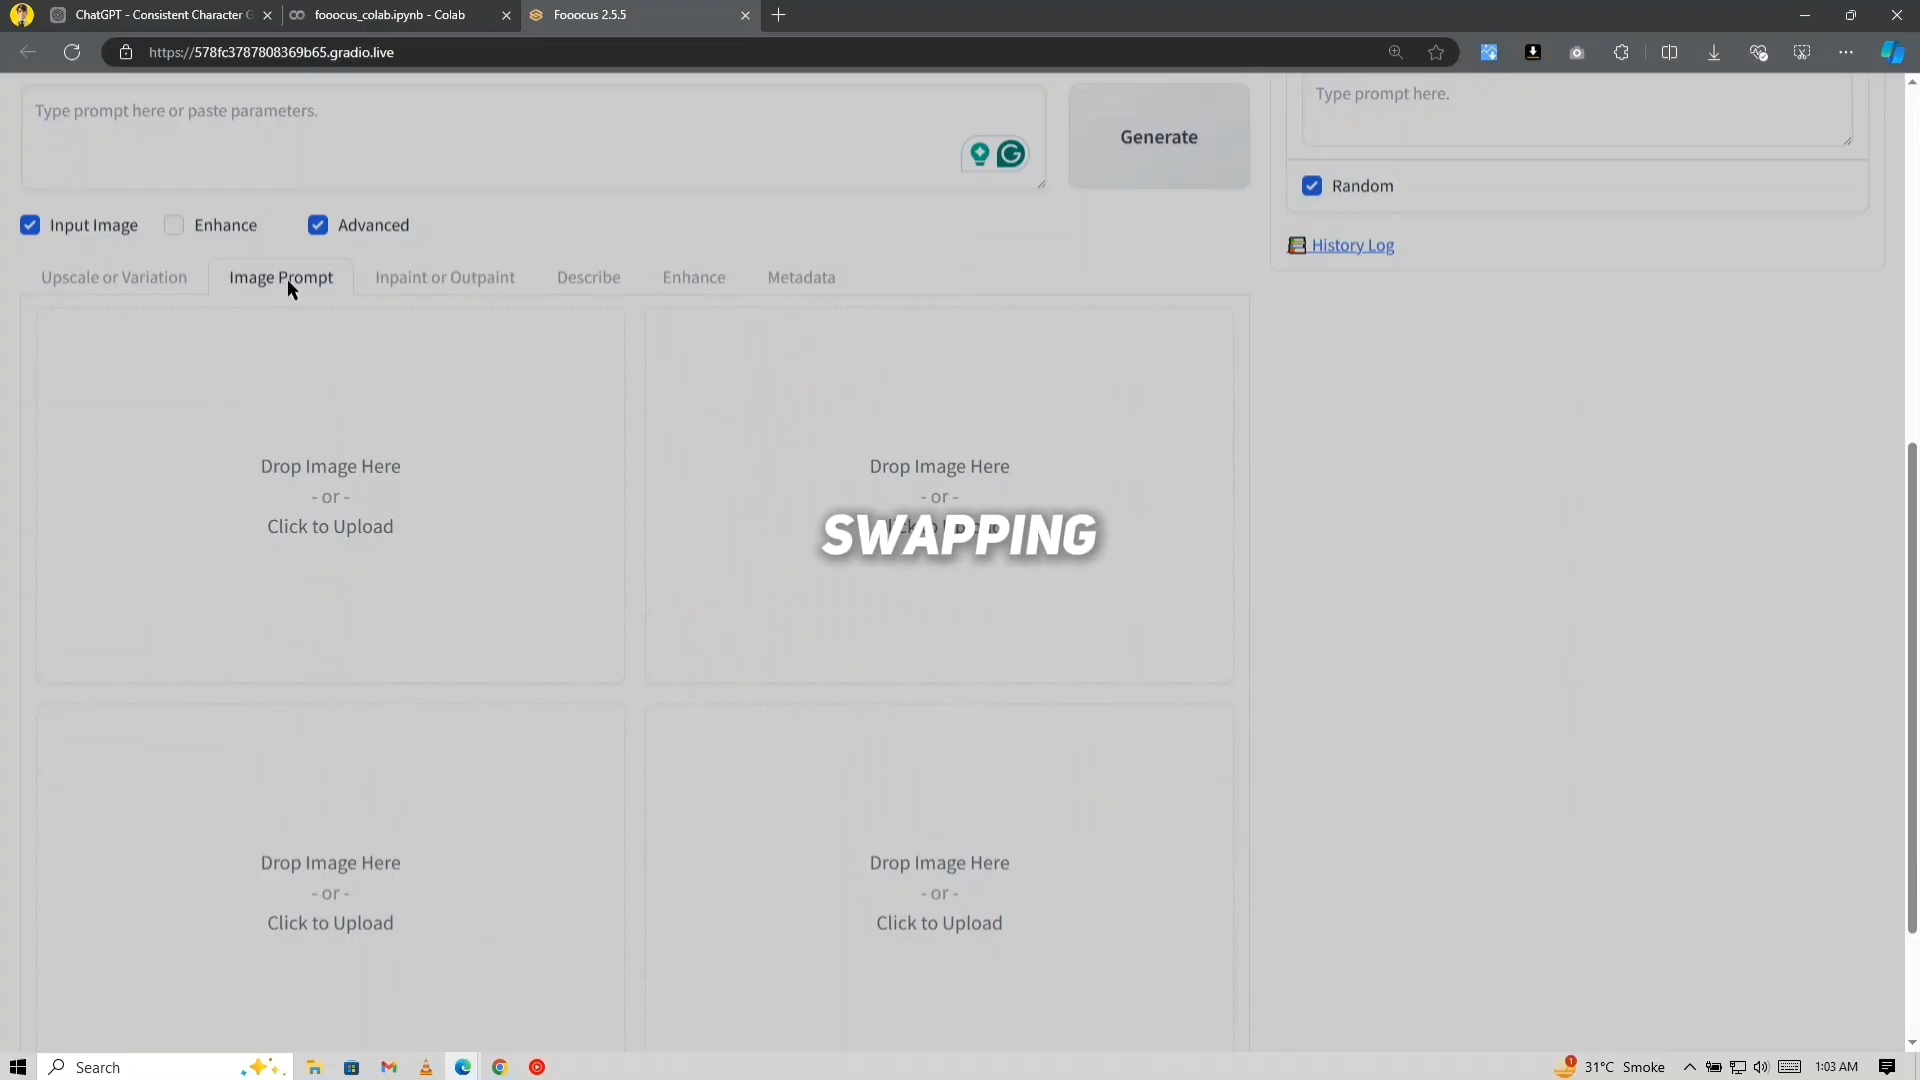 ChatGPT - Consistent Character G
fooocus_colab.ipynb - Colab
Fooocus 2.5.5
https://578fc3787808369b65.gradio.live
Type prompt here or paste parameters.
Generate
Type prompt here.
Random
History Log
Input Image
Enhance
Advanced
Upscale or Variation
Image Prompt
Inpaint or Outpaint
Describe
Enhance
Metadata
Drop Image Here
- or -
Click to Upload
Drop Image Here
- or -
SWAPPING
Drop Image Here
- or -
Click to Upload
Drop Image Here
- or -
Click to Upload
Search
1
31°C Smoke
1:03 AM